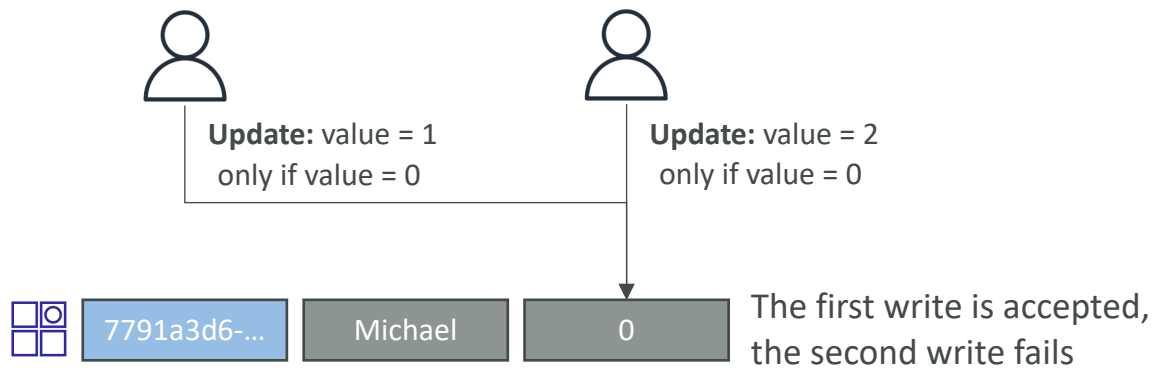 Update: value = 1
only if value = 0
Update: value = 2
only if value = 0
7791a3d6-...
Michael
0
The first write is accepted,
the second write fails